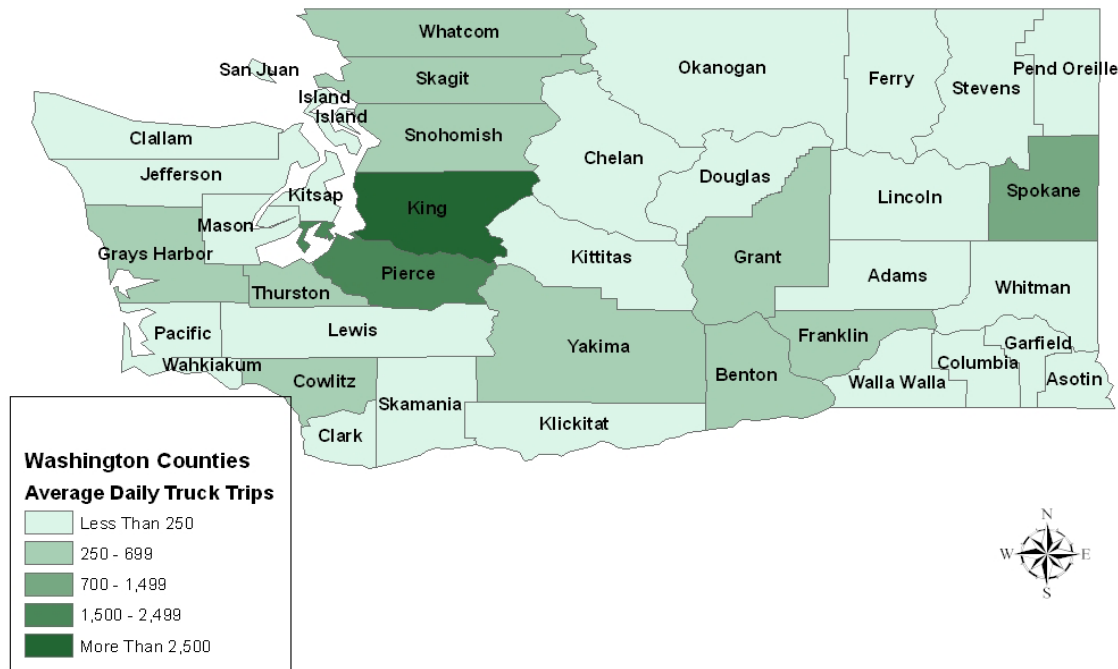 Whatcom
San Juan
Skagit
Okanogan
Ferry
Stevens
Pend Oreille
Island
Island
Clallam
Snohomish
Jefferson
Chelan
Douglas
Kitsap
Lincoln
Spokane
Mason
King
Grays Harbor
Kittitas
Grant
Pierce
Adams
Thurston
Whitman
Pacific
Lewis
Franklin
Yakima
Garfield
Wahkiakum
Columbia
Benton
Cowlitz
Walla Walla
Asotin
Skamania
Clark
Klickitat
Washington Counties
Average Daily Truck Trips
Less Than 250
250 - 699
700 - 1,499
1,500 - 2,499
More Than 2,500
N
W
E
S